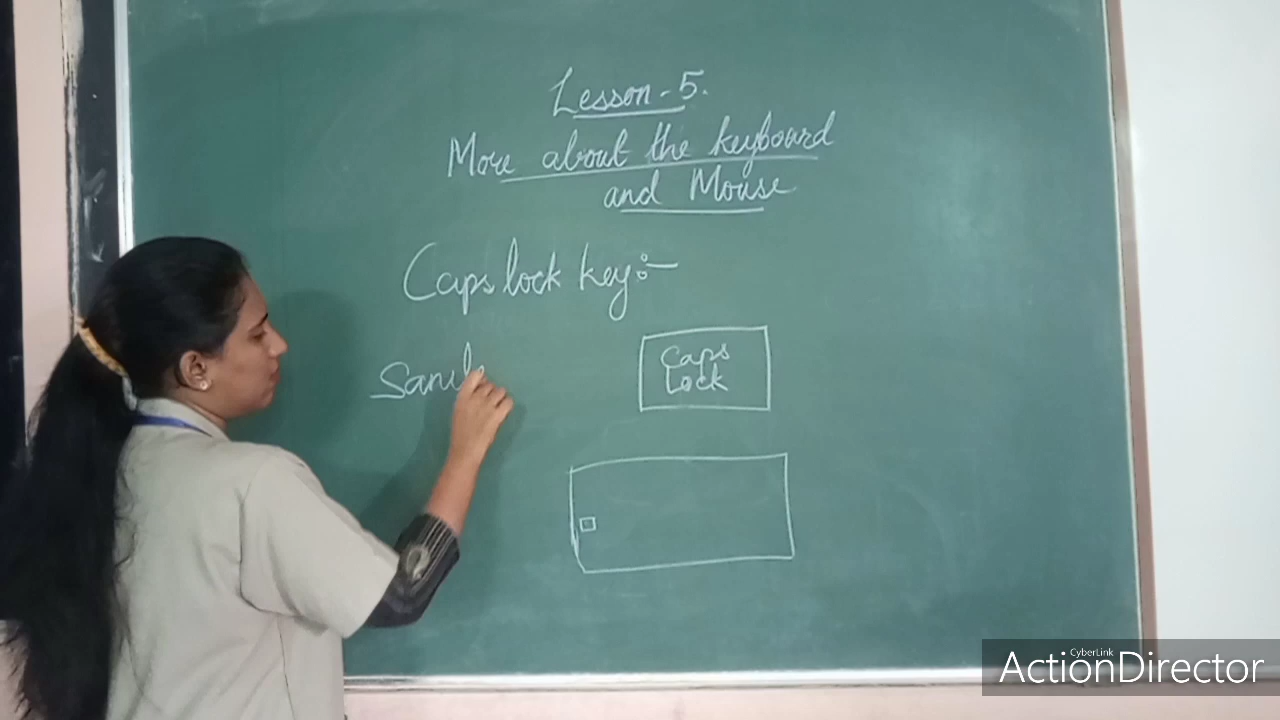 Lesson - 5.
More about the keyboard
and Mouse
Caps lock key:-
Caps
Lock
CyberLink
ActionDirector